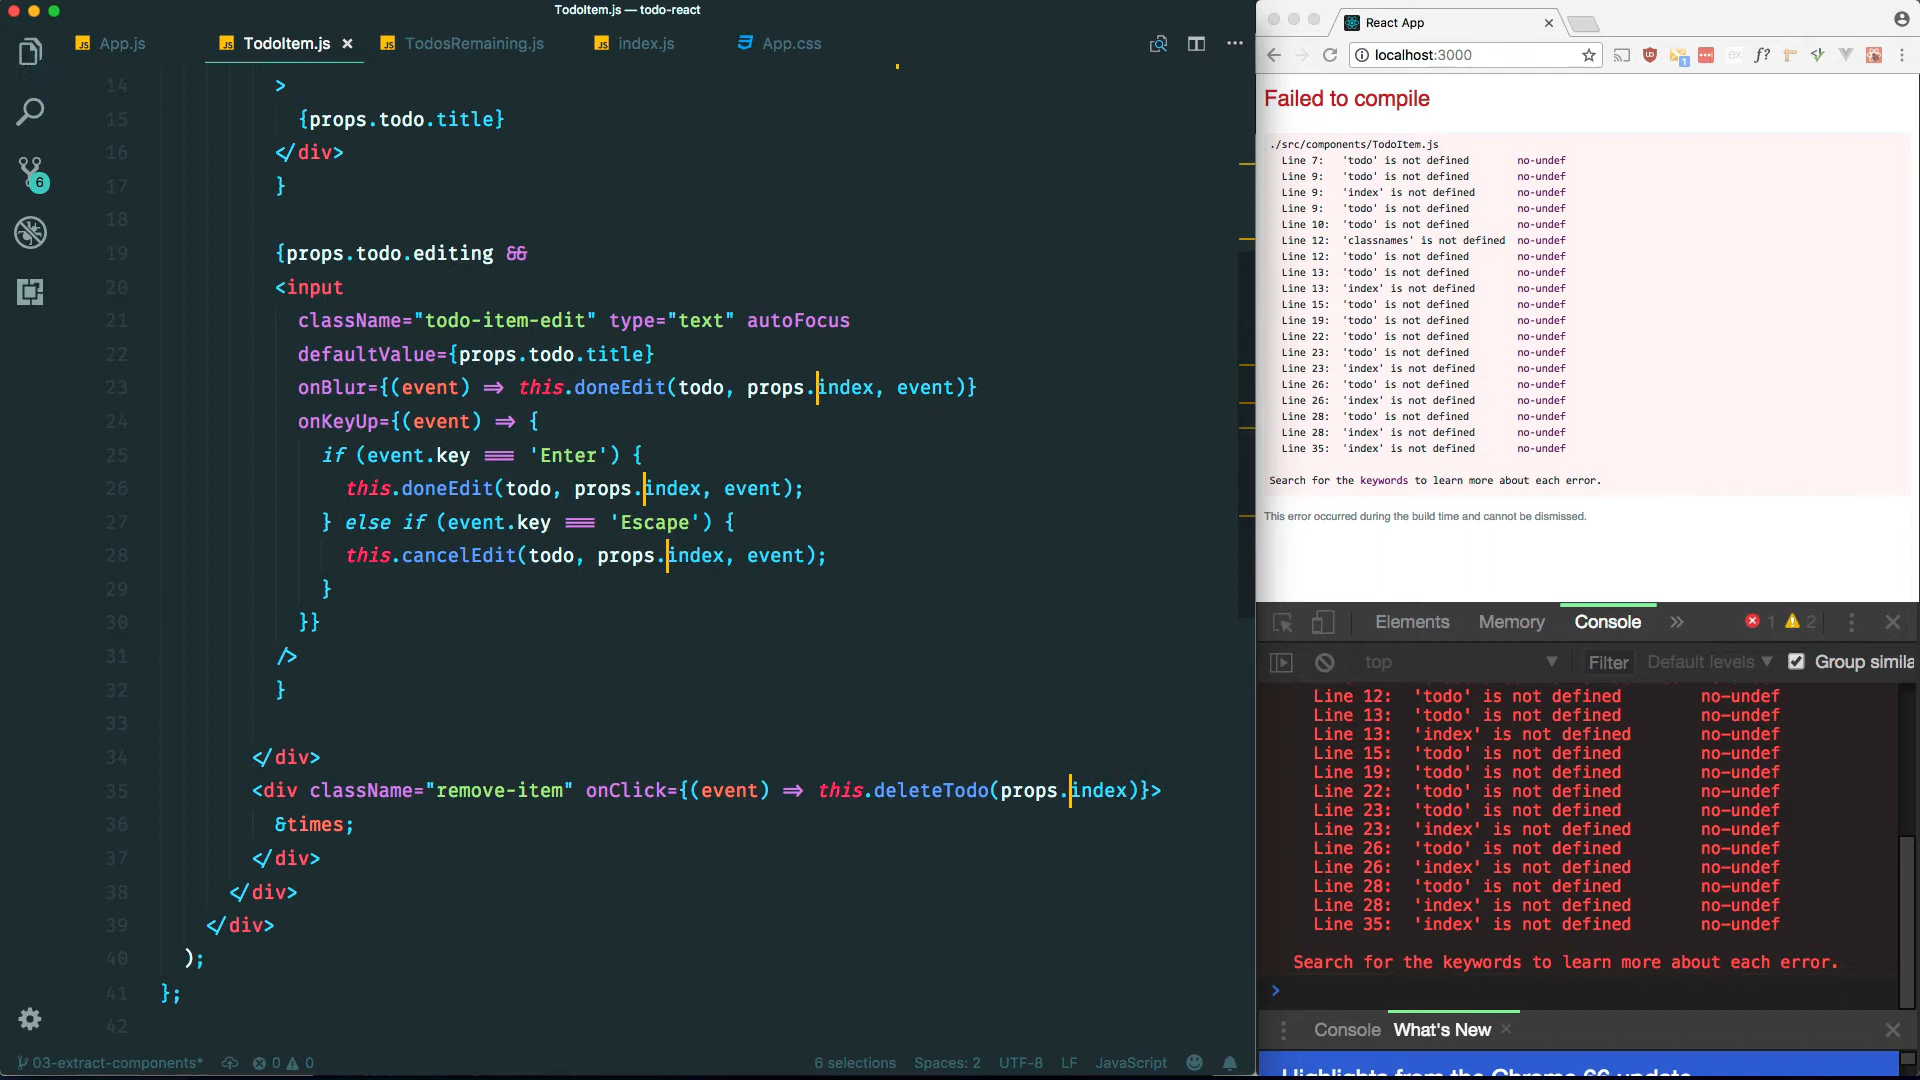 TodoItem.js — todo-react
App.js
TodoItem.js ×
TodosRemaining.js
index.js
App.css
14 >
15 {props.todo.title}
16 </div>
17 }
18
19 {props.todo.editing &&
20 <input
21 className="todo-item-edit" type="text" autoFocus
22 defaultValue={props.todo.title}
23 onBlur={(event) => this.doneEdit(todo, props.index, event)}
24 onKeyUp={(event) => {
25 if (event.key === 'Enter') {
26 this.doneEdit(todo, props.index, event);
27 } else if (event.key === 'Escape') {
28 this.cancelEdit(todo, props.index, event);
29 }
30 }}
31 />
32 }
33
34 </div>
35 <div className="remove-item" onClick={(event) => this.deleteTodo(props.index)}>
36 &times;
37 </div>
38 </div>
39 </div>
40 );
41 };
42
6
03-extract-components*
0 0
6 selections
Spaces: 2
UTF-8
LF
JavaScript
React App
localhost:3000
1
ex
f?
Failed to compile
./src/components/TodoItem.js
Line 7: 'todo' is not defined no-undef
Line 9: 'todo' is not defined no-undef
Line 9: 'index' is not defined no-undef
Line 9: 'todo' is not defined no-undef
Line 10: 'todo' is not defined no-undef
Line 12: 'classnames' is not defined no-undef
Line 12: 'todo' is not defined no-undef
Line 13: 'todo' is not defined no-undef
Line 13: 'index' is not defined no-undef
Line 15: 'todo' is not defined no-undef
Line 19: 'todo' is not defined no-undef
Line 22: 'todo' is not defined no-undef
Line 23: 'todo' is not defined no-undef
Line 23: 'index' is not defined no-undef
Line 26: 'todo' is not defined no-undef
Line 26: 'index' is not defined no-undef
Line 28: 'todo' is not defined no-undef
Line 28: 'index' is not defined no-undef
Line 35: 'index' is not defined no-undef
Search for the keywords to learn more about each error.
This error occurred during the build time and cannot be dismissed.
Elements Memory Console » 1 2
top Filter Default levels Group simila
Line 12: 'todo' is not defined no-undef
Line 13: 'todo' is not defined no-undef
Line 13: 'index' is not defined no-undef
Line 15: 'todo' is not defined no-undef
Line 19: 'todo' is not defined no-undef
Line 22: 'todo' is not defined no-undef
Line 23: 'todo' is not defined no-undef
Line 23: 'index' is not defined no-undef
Line 26: 'todo' is not defined no-undef
Line 26: 'index' is not defined no-undef
Line 28: 'todo' is not defined no-undef
Line 28: 'index' is not defined no-undef
Line 35: 'index' is not defined no-undef
Search for the keywords to learn more about each error.
>
Console What's New ×
Highlights from the Chrome 66 update